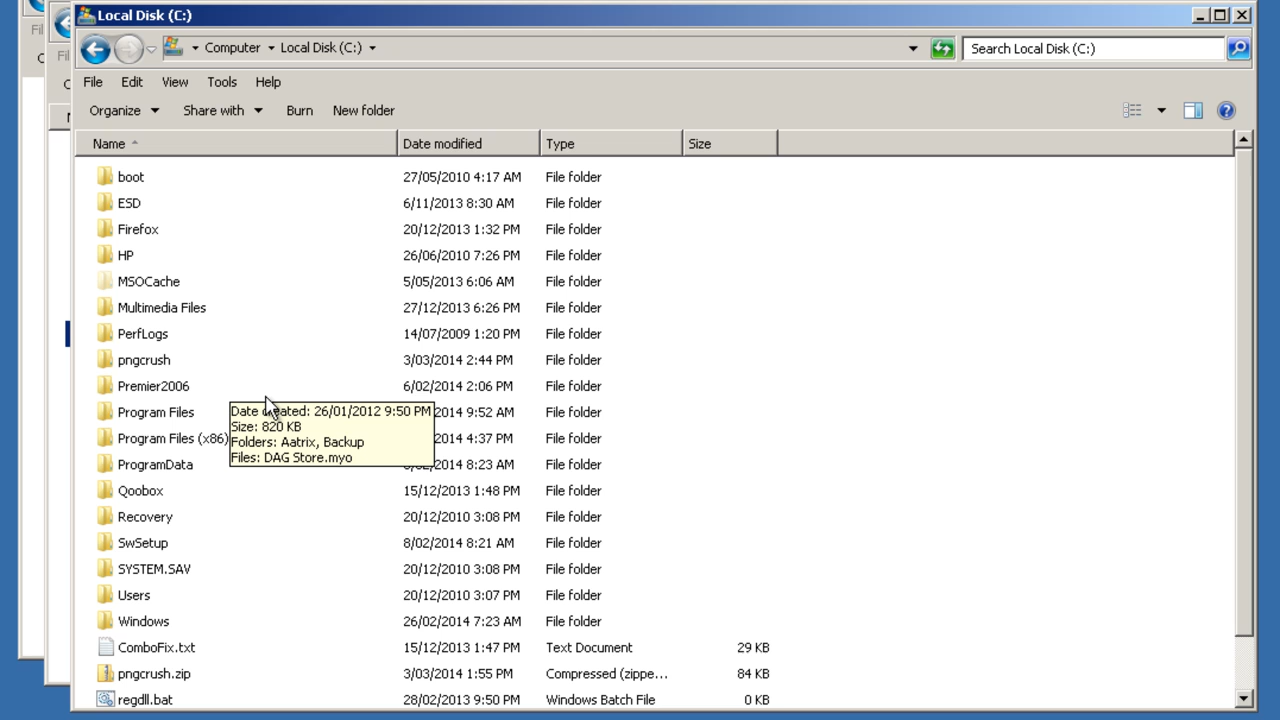 Local Disk (C:)
Computer Local Disk (C:) Search Local Disk (C:)
File Edit View Tools Help
Organize Share with Burn New folder
Name Date modified Type Size
boot 27/05/2010 4:17 AM File folder
ESD 6/11/2013 8:30 AM File folder
Firefox 20/12/2013 1:32 PM File folder
HP 26/06/2010 7:26 PM File folder
MSOCache 5/05/2013 6:06 AM File folder
Multimedia Files 27/12/2013 6:26 PM File folder
PerfLogs 14/07/2009 1:20 PM File folder
pngcrush 3/03/2014 2:44 PM File folder
Premier2006 6/02/2014 2:06 PM File folder
Program Files 2014 9:52 AM File folder
Program Files (x86) 2014 4:37 PM File folder
ProgramData 2014 8:23 AM File folder
Date created: 26/01/2012 9:50 PM
Size: 820 KB
Folders: Aatrix, Backup
Files: DAG Store.myo
Qoobox 15/12/2013 1:48 PM File folder
Recovery 20/12/2010 3:08 PM File folder
SwSetup 8/02/2014 8:21 AM File folder
SYSTEM.SAV 20/12/2010 3:08 PM File folder
Users 20/12/2010 3:07 PM File folder
Windows 26/02/2014 7:23 AM File folder
ComboFix.txt 15/12/2013 1:47 PM Text Document 29 KB
pngcrush.zip 3/03/2014 1:55 PM Compressed (zippe... 84 KB
regdll.bat 28/02/2013 9:50 PM Windows Batch File 0 KB